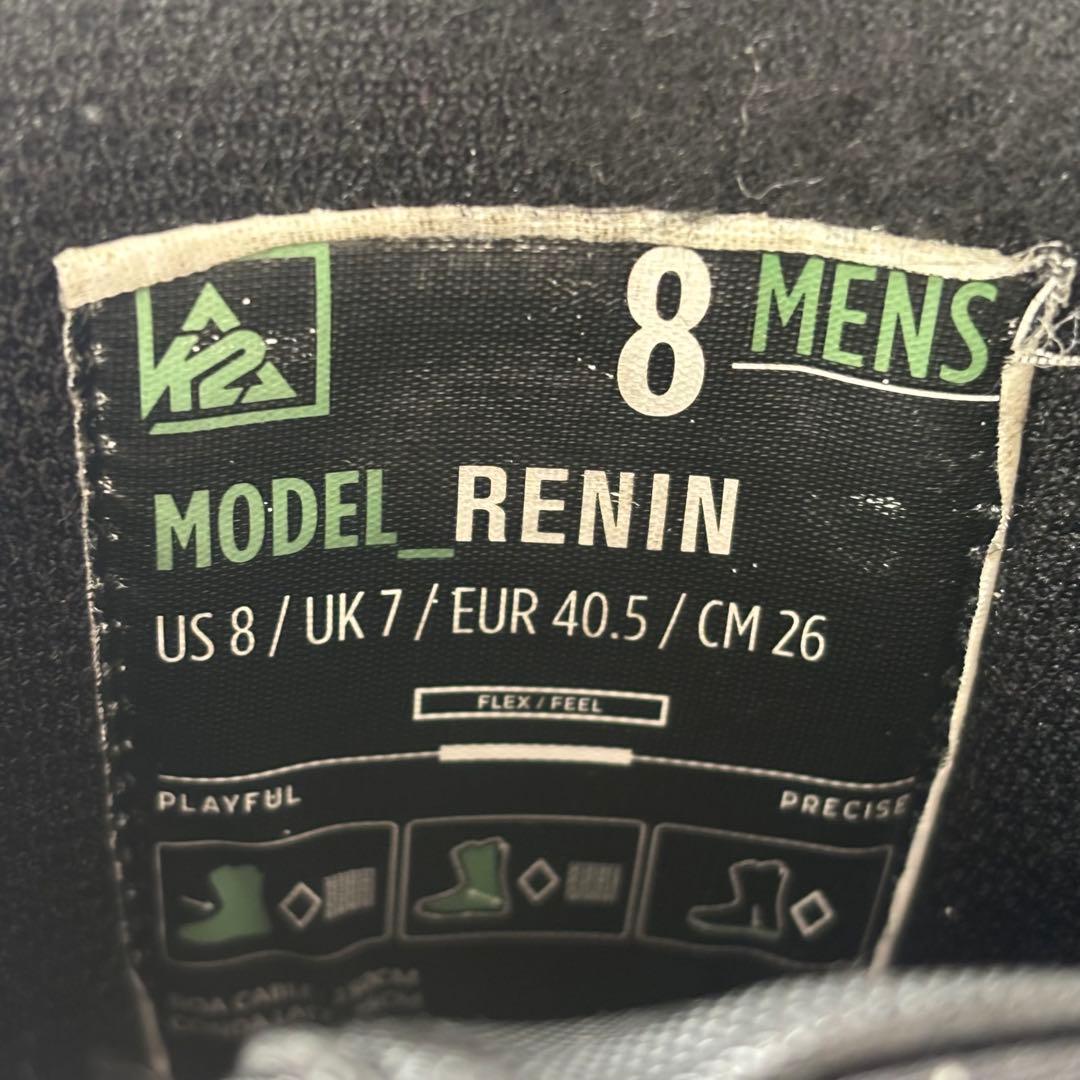 K2
8 MENS
MODEL_RENIN
US 8 / UK 7 / EUR 40.5 / CM 26
FLEX / FEEL
PLAYFUL
PRECISE